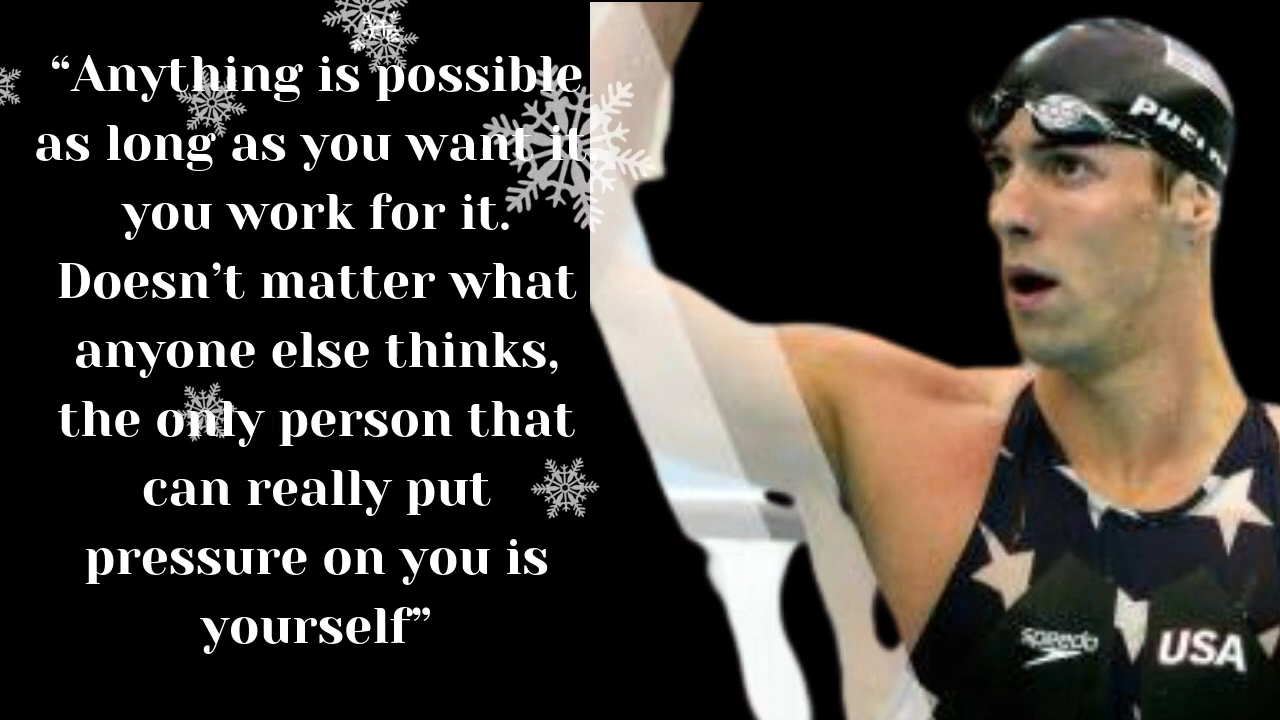 “Anything is possible
as long as you want it
you work for it.
Doesn’t matter what
anyone else thinks,
the only person that
can really put
pressure on you is
yourself”
speedo
USA